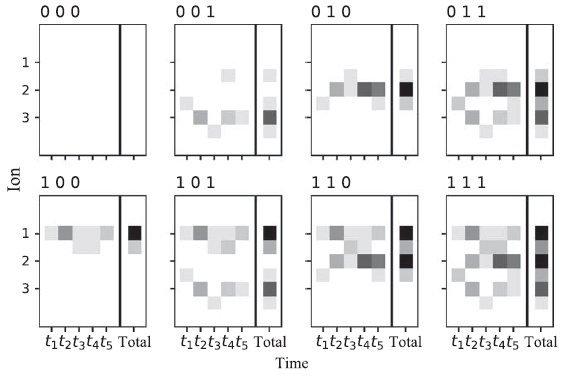 0 0 0
0 0 1
0 1 0
0 1 1
1
2
3
Ion
1 0 0
1 0 1
1 1 0
1 1 1
1
2
3
t1 t2 t3 t4 t5 Total
t1 t2 t3 t4 t5 Total
t1 t2 t3 t4 t5 Total
t1 t2 t3 t4 t5 Total
Time